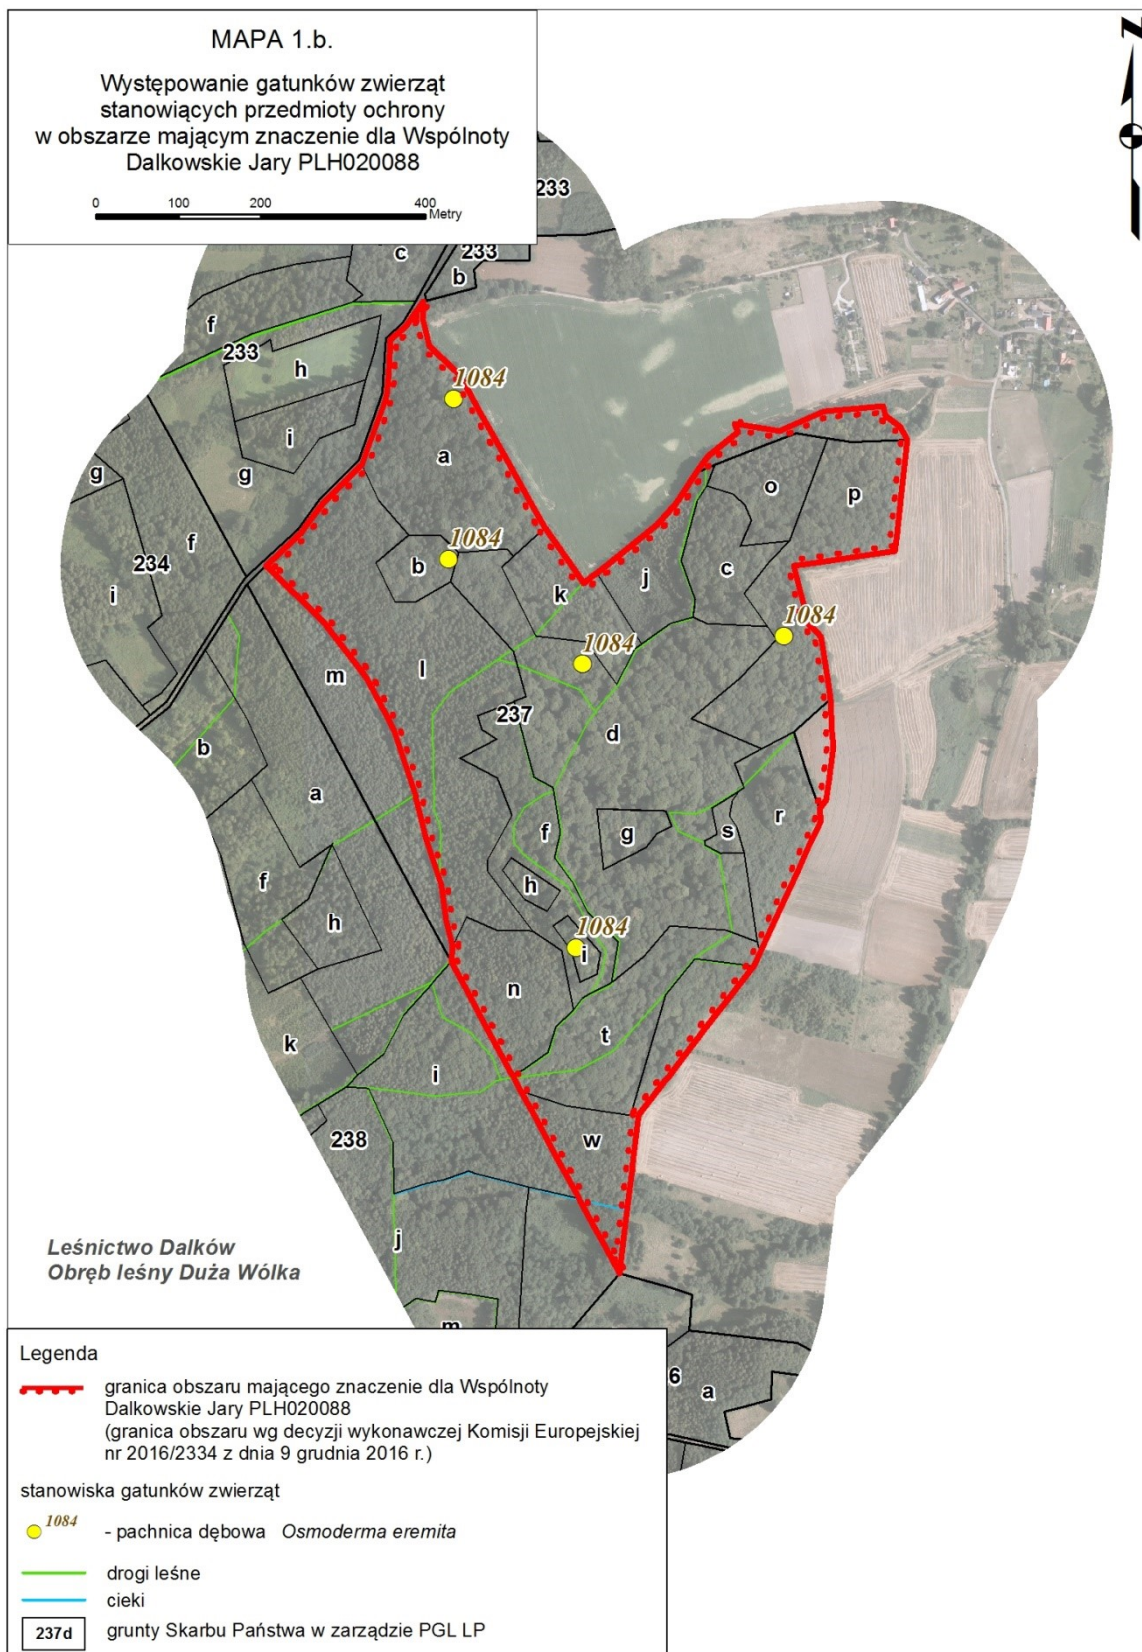 MAPA 1.b.
Występowanie gatunków zwierząt
stanowiących przedmioty ochrony
w obszarze mającym znaczenie dla Wspólnoty
Dalkowskie Jary PLH020088
0 100 200 400 Metry
N
233
233
c
b
f
233
h
i
g
g
f
234
i
1084
a
1084
b
o
p
j
c
k
1084
1084
m
l
237
d
b
a
f
g
s
r
f
h
h
1084
i
n
k
t
i
238
w
j
m
6
a
Leśnictwo Dalków
Obręb leśny Duża Wólka
Legenda
granica obszaru mającego znaczenie dla Wspólnoty
Dalkowskie Jary PLH020088
(granica obszaru wg decyzji wykonawczej Komisji Europejskiej
nr 2016/2334 z dnia 9 grudnia 2016 r.)
stanowiska gatunków zwierząt
1084 - pachnica dębowa Osmoderma eremita
drogi leśne
cieki
237d grunty Skarbu Państwa w zarządzie PGL LP